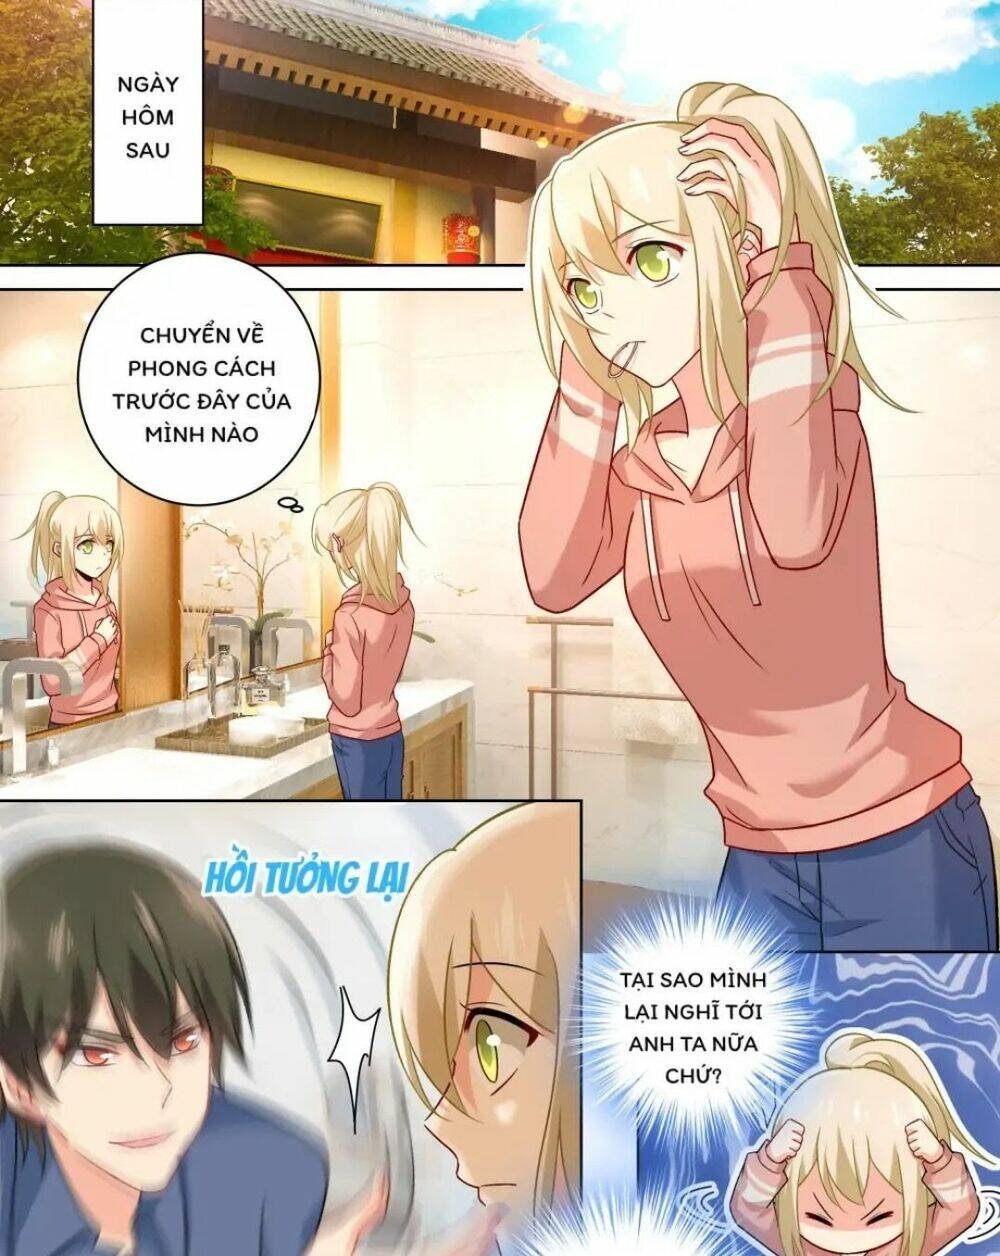 NGÀY
HÔM
SAU
CHUYỂN VỀ
PHONG CÁCH
TRƯỚC ĐÂY CỦA
MÌNH NÀO
HỒI TƯỞNG LẠI
TẠI SAO MÌNH
LẠI NGHĨ TỚI
ANH TA NỮA
CHỨ?